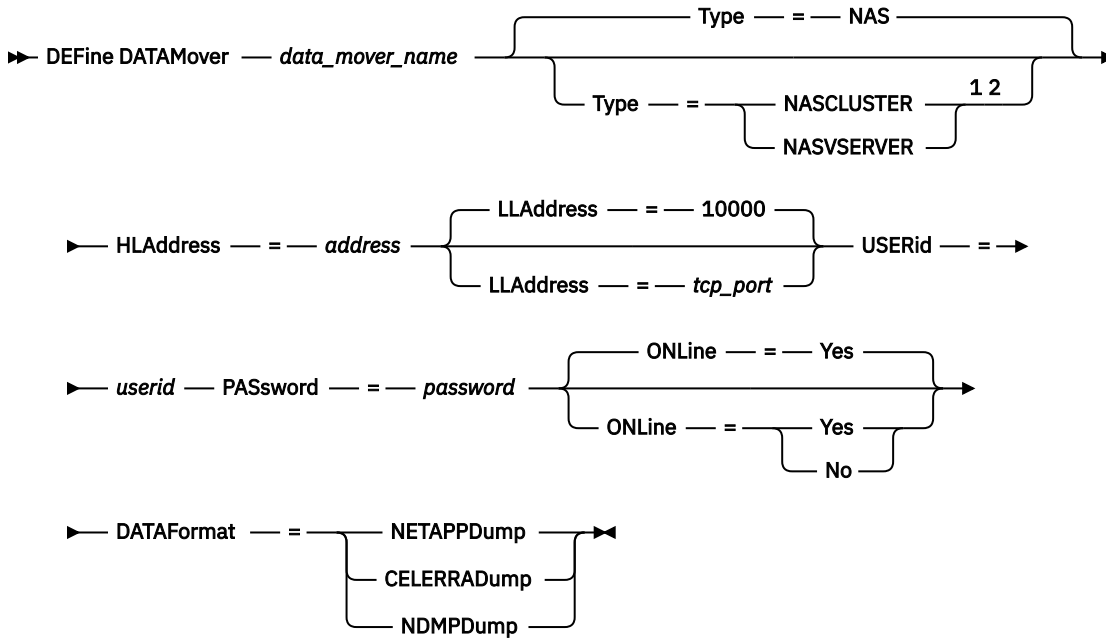 Type = NAS
DEFine DATAMover data_mover_name
Type = NASCLUSTER 1 2
NASVSERVER
LLAddress = 10000
HLAddress = address USERid =
LLAddress = tcp_port
ONLine = Yes
userid PASsword = password
ONLine = Yes
No
DATAFormat = NETAPPDump
CELERRADump
NDMPDump